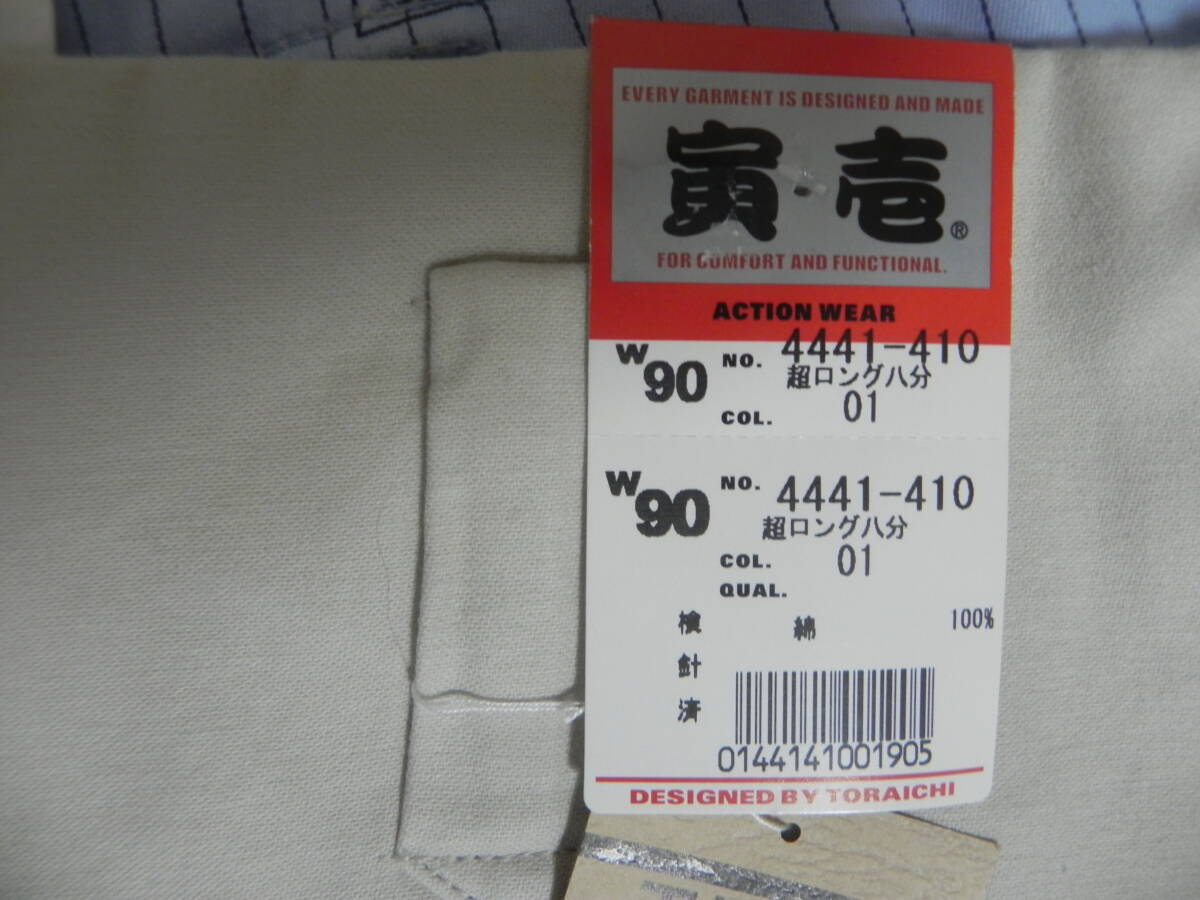 EVERY GARMENT IS DESIGNED AND MADE
寅・壱®
FOR COMFORT AND FUNCTIONAL.
ACTION WEAR
W90 NO. 4441-410
超ロング八分
COL. 01
W90 NO. 4441-410
超ロング八分
COL. 01
QUAL.
検針済
綿 100%
0144141001905
DESIGNED BY TORAICHI